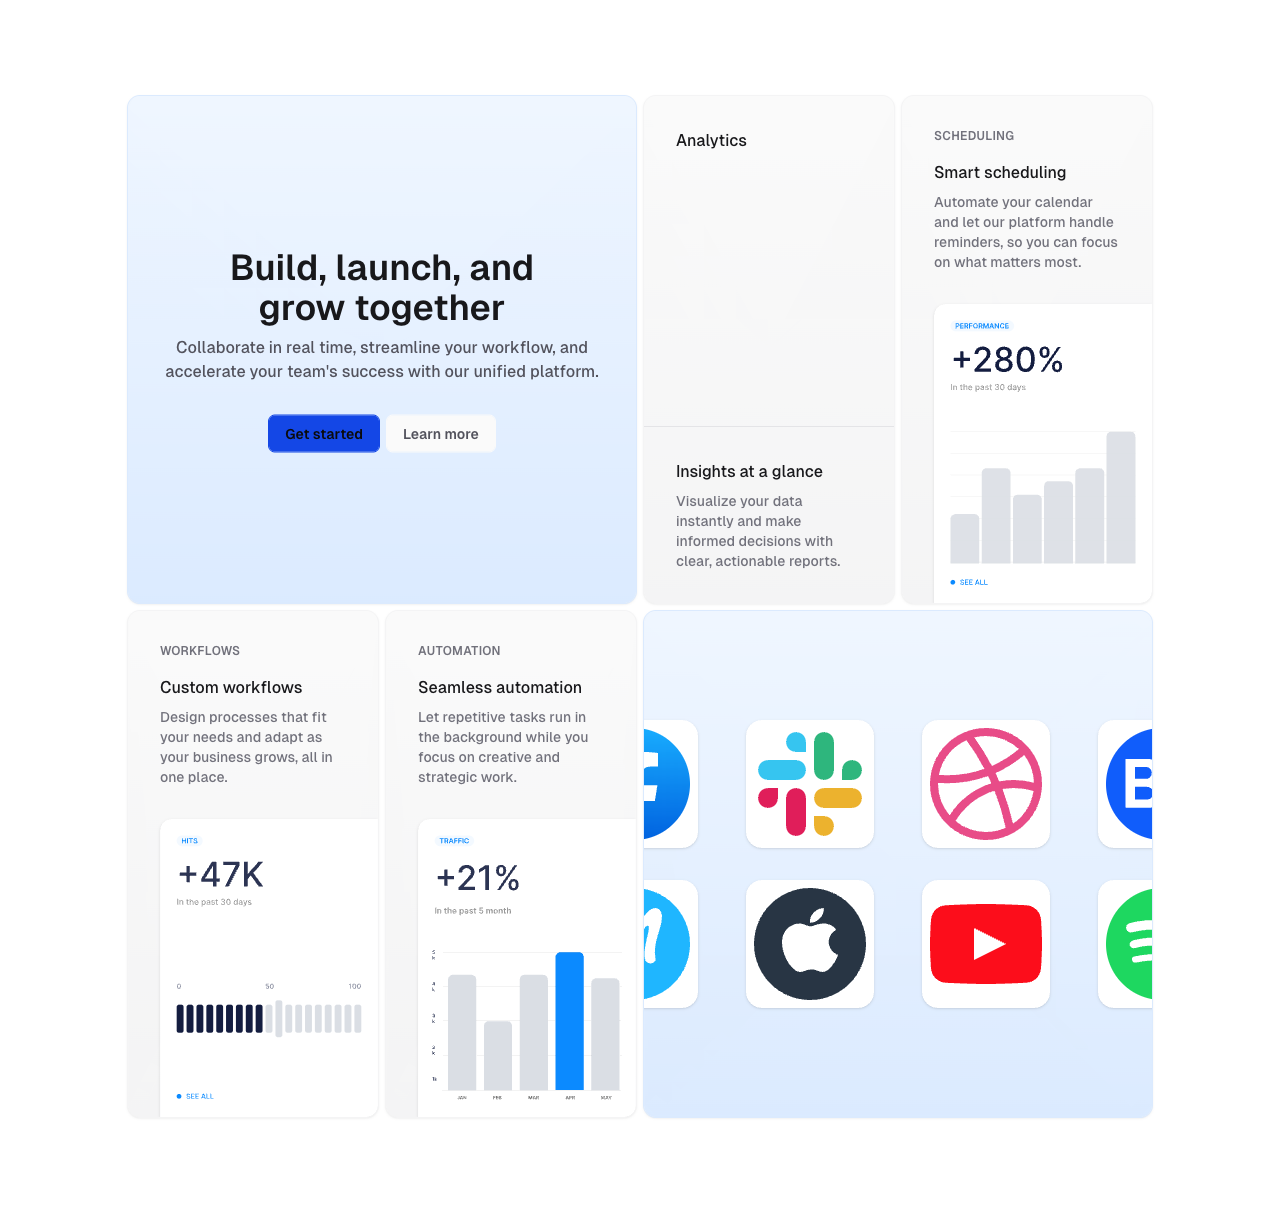 Build, launch, and
grow together
Collaborate in real time, streamline your workflow, and
accelerate your team's success with our unified platform.
Get started
Learn more
Analytics
Insights at a glance
Visualize your data
instantly and make
informed decisions with
clear, actionable reports.
SCHEDULING
Smart scheduling
Automate your calendar
and let our platform handle
reminders, so you can focus
on what matters most.
PERFORMANCE
+280%
In the past 30 days
SEE ALL
WORKFLOWS
Custom workflows
Design processes that fit
your needs and adapt as
your business grows, all in
one place.
HITS
+47K
In the past 30 days
0 50 100
SEE ALL
AUTOMATION
Seamless automation
Let repetitive tasks run in
the background while you
focus on creative and
strategic work.
TRAFFIC
+21%
In the past 5 month
JAN FEB MAR APR MAY